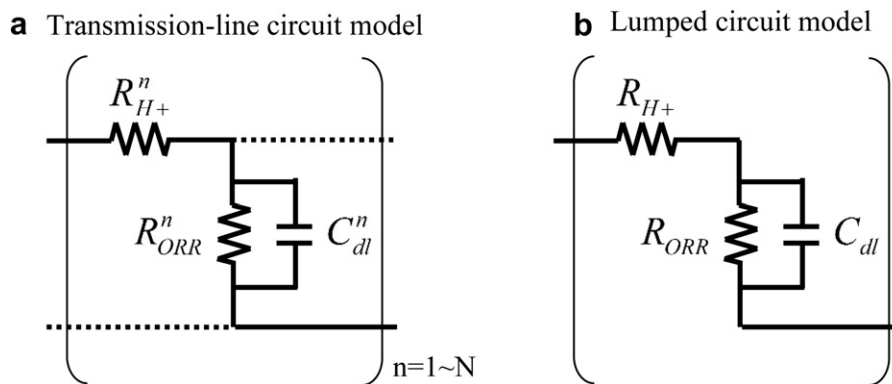 a Transmission-line circuit model
R^n_{H+}
R^n_{ORR}
C^n_{dl}
n=1~N
b Lumped circuit model
R_{H+}
R_{ORR}
C_{dl}